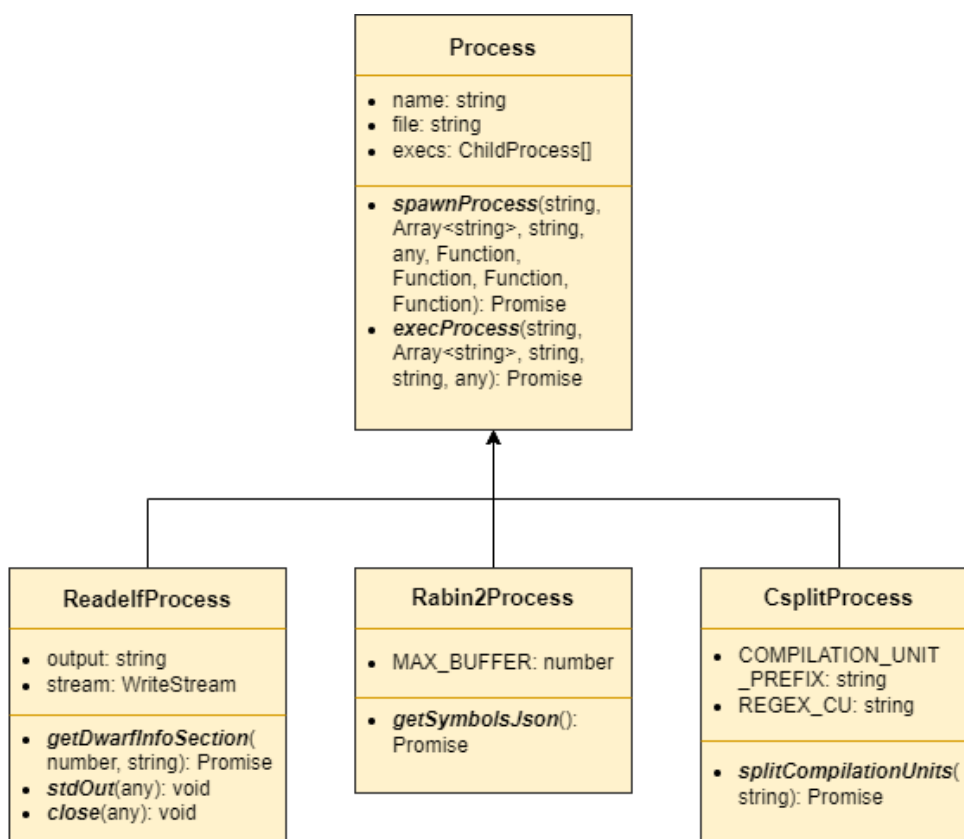 Process
name: string
file: string
execs: ChildProcess[]
spawnProcess(string,
Array<string>, string,
any, Function,
Function, Function,
Function): Promise
execProcess(string,
Array<string>, string,
string, any): Promise
ReadelfProcess
output: string
stream: WriteStream
getDwarfInfoSection(
number, string): Promise
stdOut(any): void
close(any): void
Rabin2Process
MAX_BUFFER: number
getSymbolsJson():
Promise
CsplitProcess
COMPILATION_UNIT
_PREFIX: string
REGEX_CU: string
splitCompilationUnits(
string): Promise